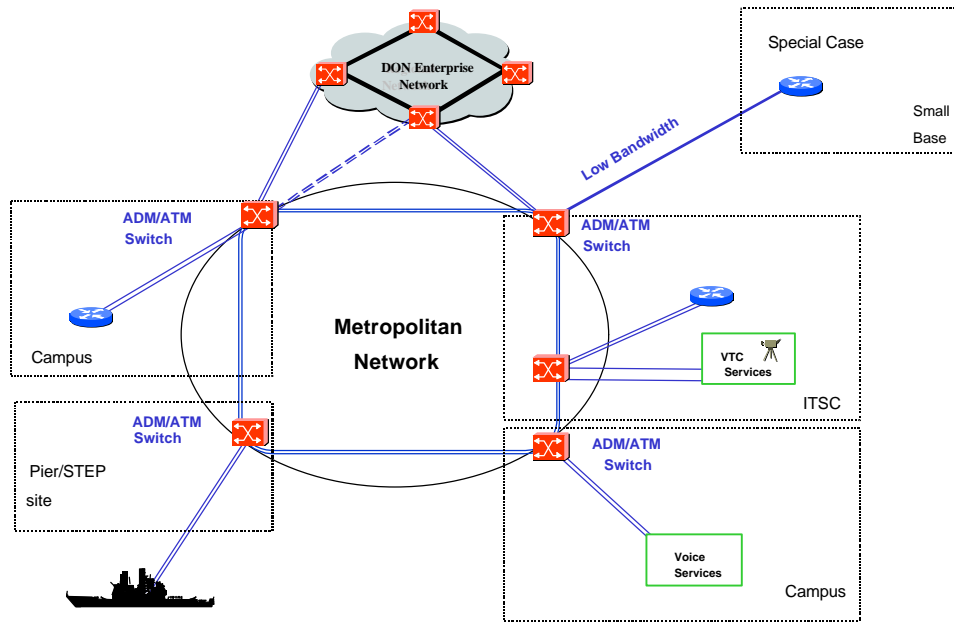 Special Case
DON Enterprise
Network
Small
Base
Low Bandwidth
ADM/ATM
Switch
ADM/ATM
Switch
Metropolitan
Network
Campus
VTC
Services
ITSC
ADM/ATM
Switch
ADM/ATM
Switch
Pier/STEP
site
Voice
Services
Campus